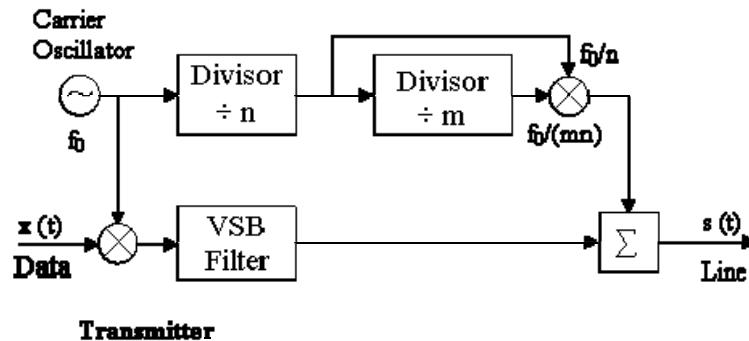 Carrier
Oscillator
f₀
Divisor
÷ n
Divisor
÷ m
f₀/n
f₀/(mn)
x (t)
Data
VSB
Filter
Σ
s (t)
Line
Transmitter